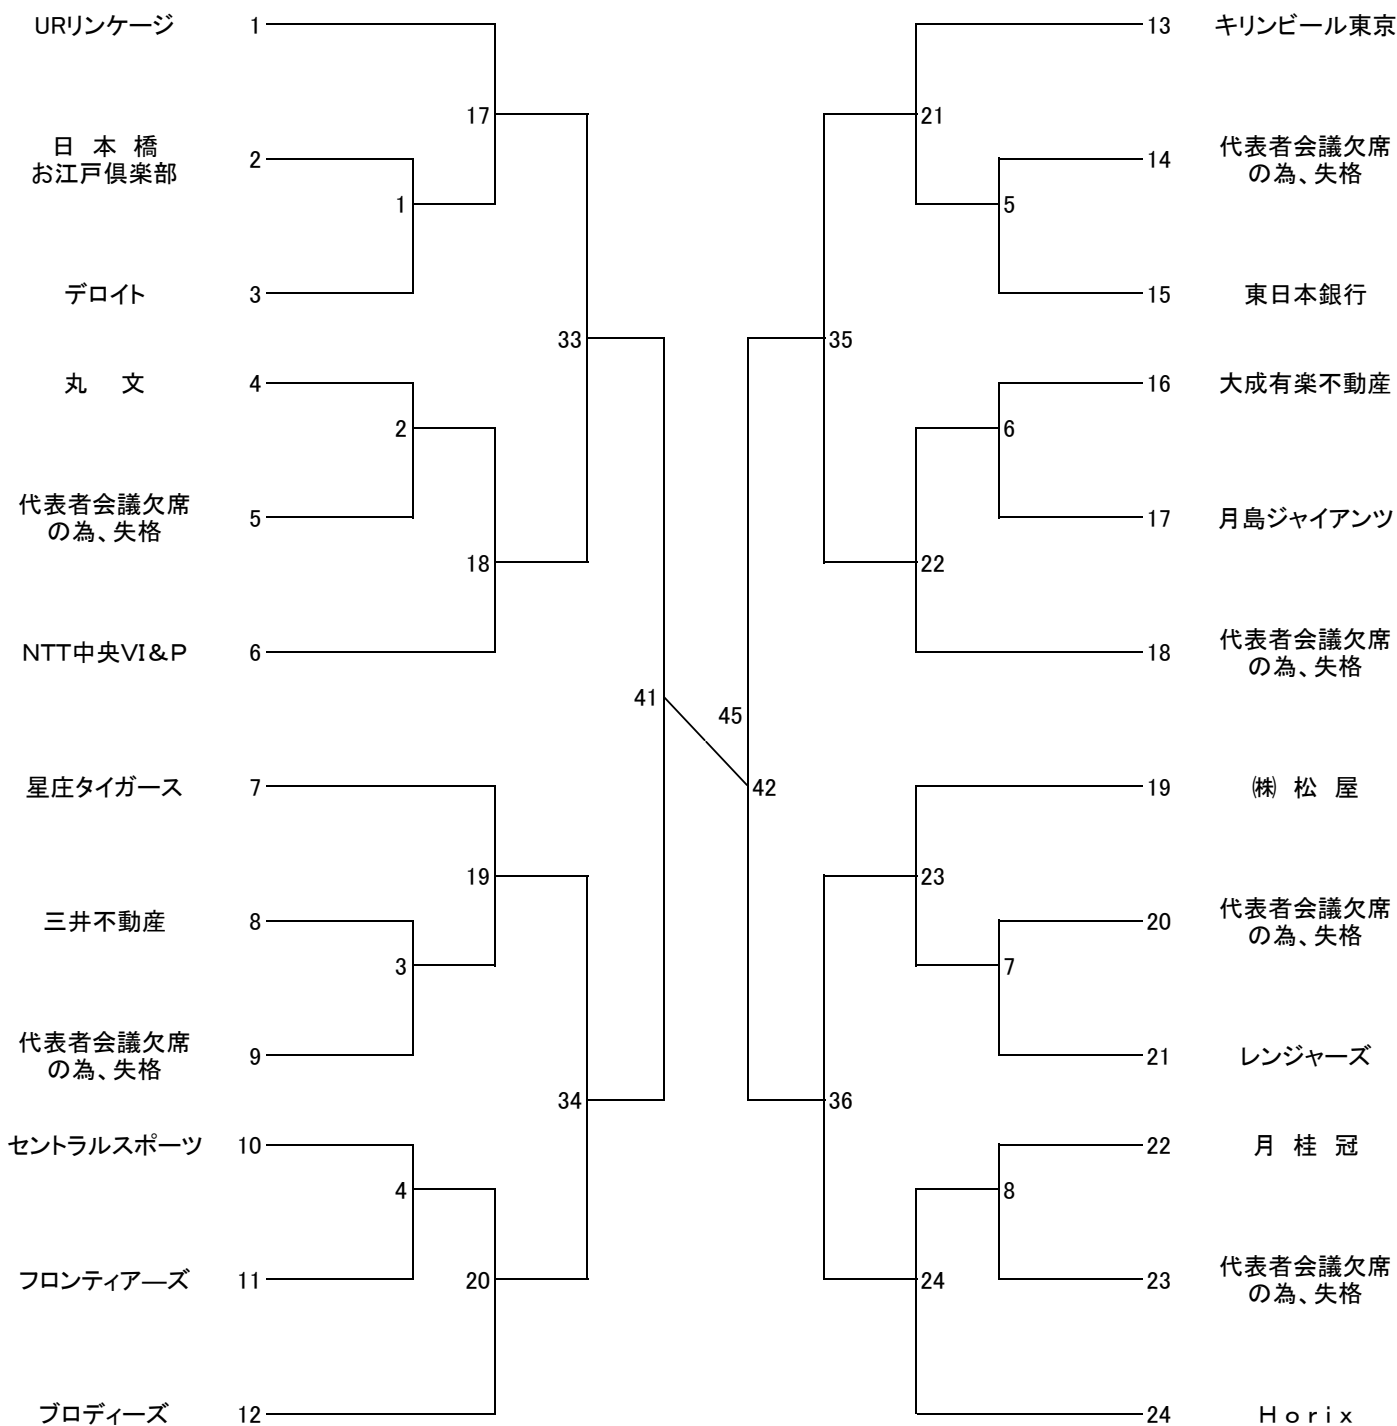 URリンケージ 1
日 本 橋
お江戸倶楽部 2
デロイト 3
丸 文 4
代表者会議欠席
の為、失格 5
NTT中央VI&P 6
星庄タイガース 7
三井不動産 8
代表者会議欠席
の為、失格 9
セントラルスポーツ 10
フロンティア―ズ 11
ブロディーズ 12
17
1
33
2
18
41
19
3
34
4
20
45
42
21
5
35
6
22
23
7
36
8
24
13 キリンビール東京
14 代表者会議欠席
の為、失格
15 東日本銀行
16 大成有楽不動産
17 月島ジャイアンツ
18 代表者会議欠席
の為、失格
19 ㈱ 松 屋
20 代表者会議欠席
の為、失格
21 レンジャーズ
22 月 桂 冠
23 代表者会議欠席
の為、失格
24 Ｈｏｒｉｘ